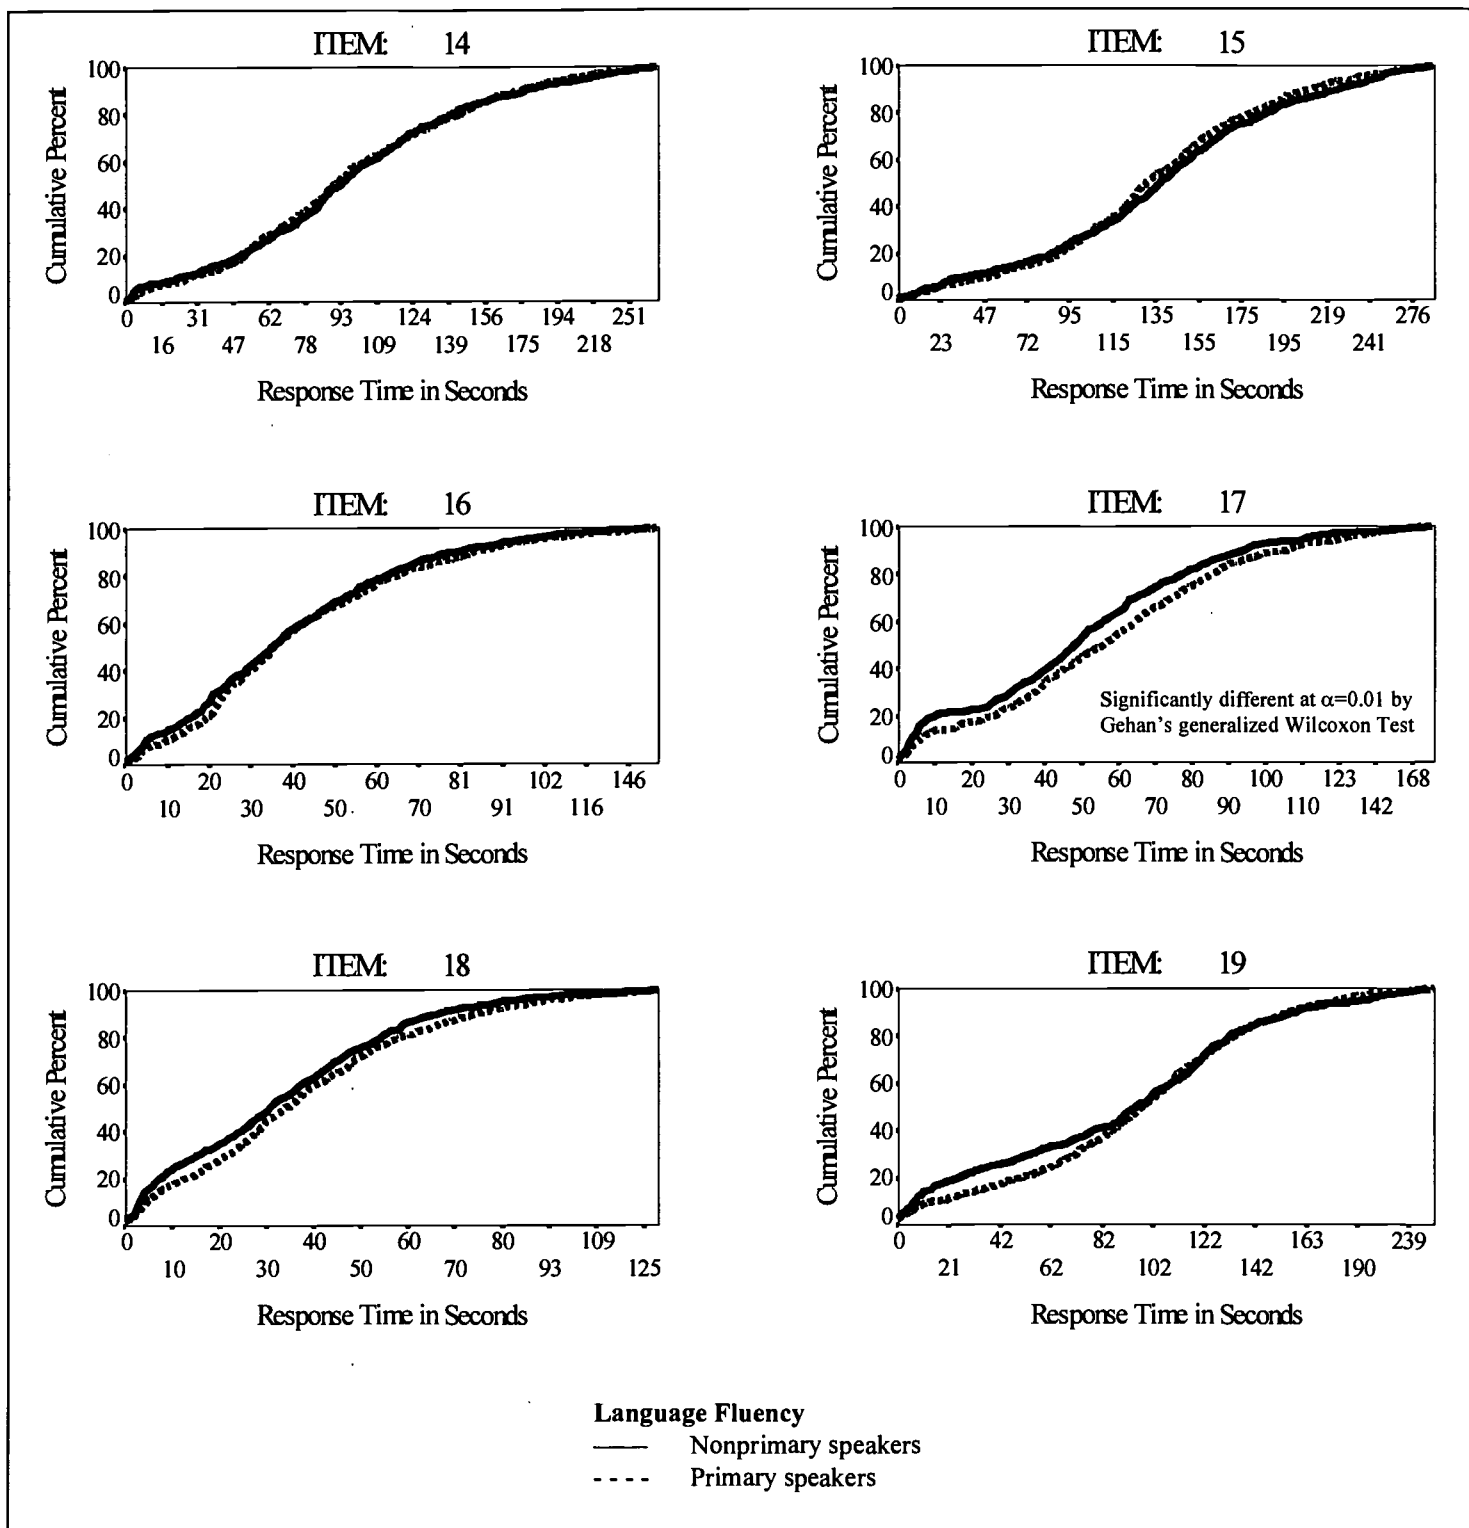 ITEM: 14
Cumulative Percent
100
80
60
40
20
0
0 31 62 93 124 156 194 251
16 47 78 109 139 175 218
Response Time in Seconds
ITEM: 15
Cumulative Percent
100
80
60
40
20
0
0 47 95 135 175 219 276
23 72 115 155 195 241
Response Time in Seconds
ITEM: 16
Cumulative Percent
100
80
60
40
20
0
0 20 40 60 81 102 146
10 30 50 70 91 116
Response Time in Seconds
ITEM: 17
Cumulative Percent
100
80
60
40
20
0
Significantly different at α=0.01 by
Gehan's generalized Wilcoxon Test
0 20 40 60 80 100 123 168
10 30 50 70 90 110 142
Response Time in Seconds
ITEM: 18
Cumulative Percent
100
80
60
40
20
0
0 20 40 60 80 109
10 30 50 70 93 125
Response Time in Seconds
ITEM: 19
Cumulative Percent
100
80
60
40
20
0
0 42 82 122 163 239
21 62 102 142 190
Response Time in Seconds
Language Fluency
Nonprimary speakers
Primary speakers